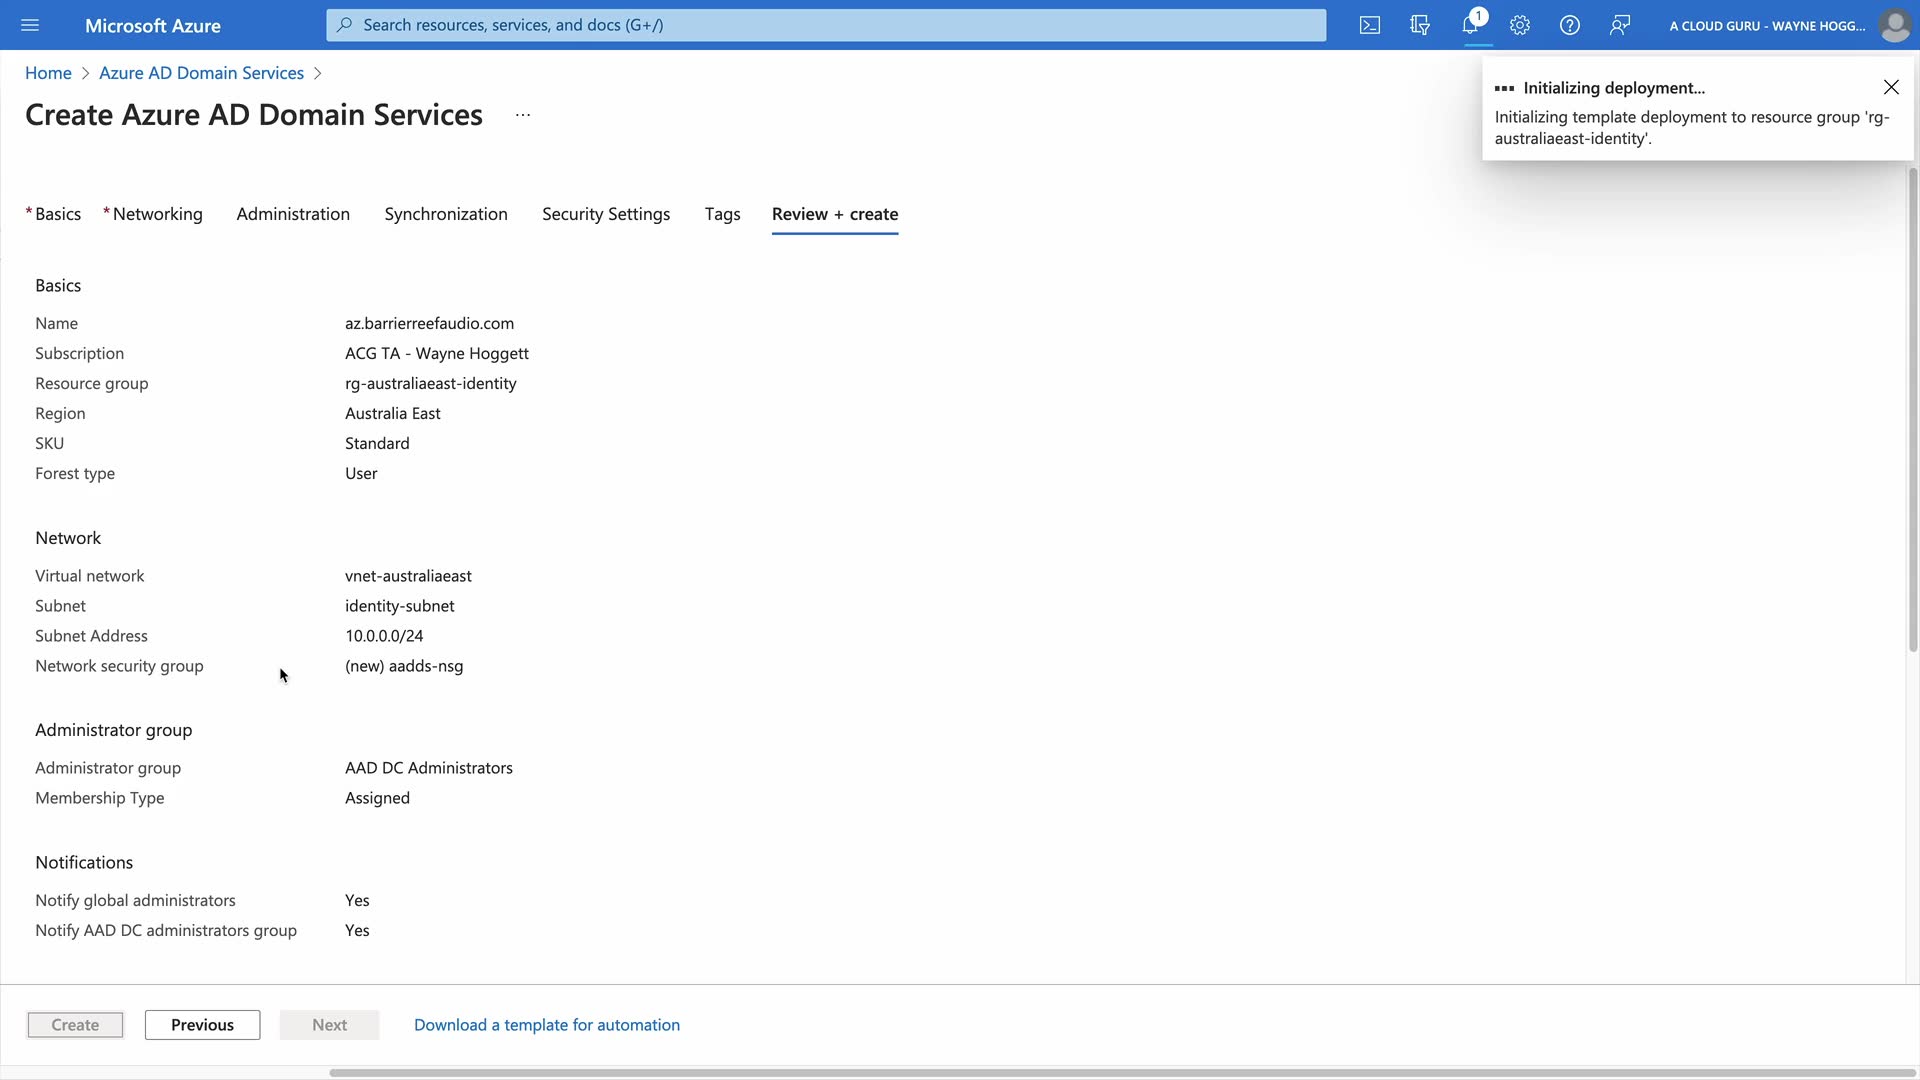 Microsoft Azure
Search resources, services, and docs (G+/)
1
A CLOUD GURU - WAYNE HOGG...
Home
Azure AD Domain Services
Create Azure AD Domain Services
...
Initializing deployment...
Initializing template deployment to resource group 'rg-
australiaeast-identity'.
* Basics
* Networking
Administration
Synchronization
Security Settings
Tags
Review + create
Basics
Name az.barrierreefaudio.com
Subscription ACG TA - Wayne Hoggett
Resource group rg-australiaeast-identity
Region Australia East
SKU Standard
Forest type User
Network
Virtual network vnet-australiaeast
Subnet identity-subnet
Subnet Address 10.0.0.0/24
Network security group (new) aadds-nsg
Administrator group
Administrator group AAD DC Administrators
Membership Type Assigned
Notifications
Notify global administrators Yes
Notify AAD DC administrators group Yes
Create
Previous
Next
Download a template for automation